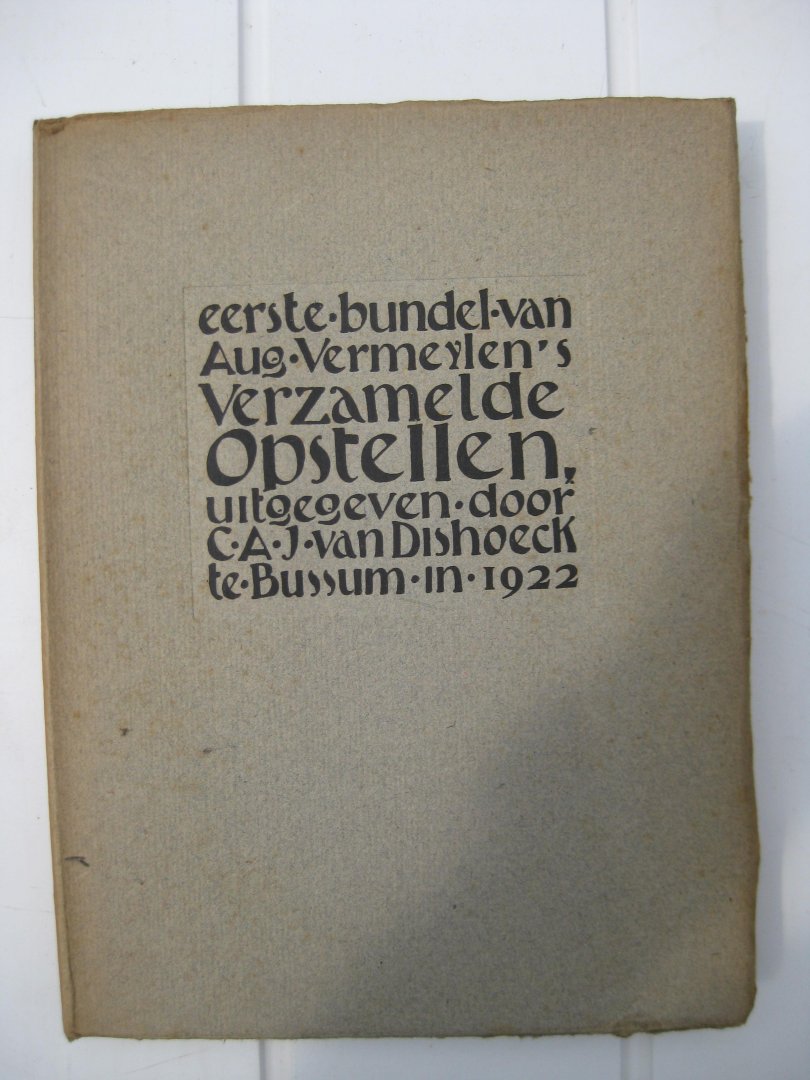 eerste·bundel·van
Aug·Vermeylen's
Verzamelde
Opstellen,
uitgegeven·door
C·A·J·van Dishoeck
te·Bussum·in·1922